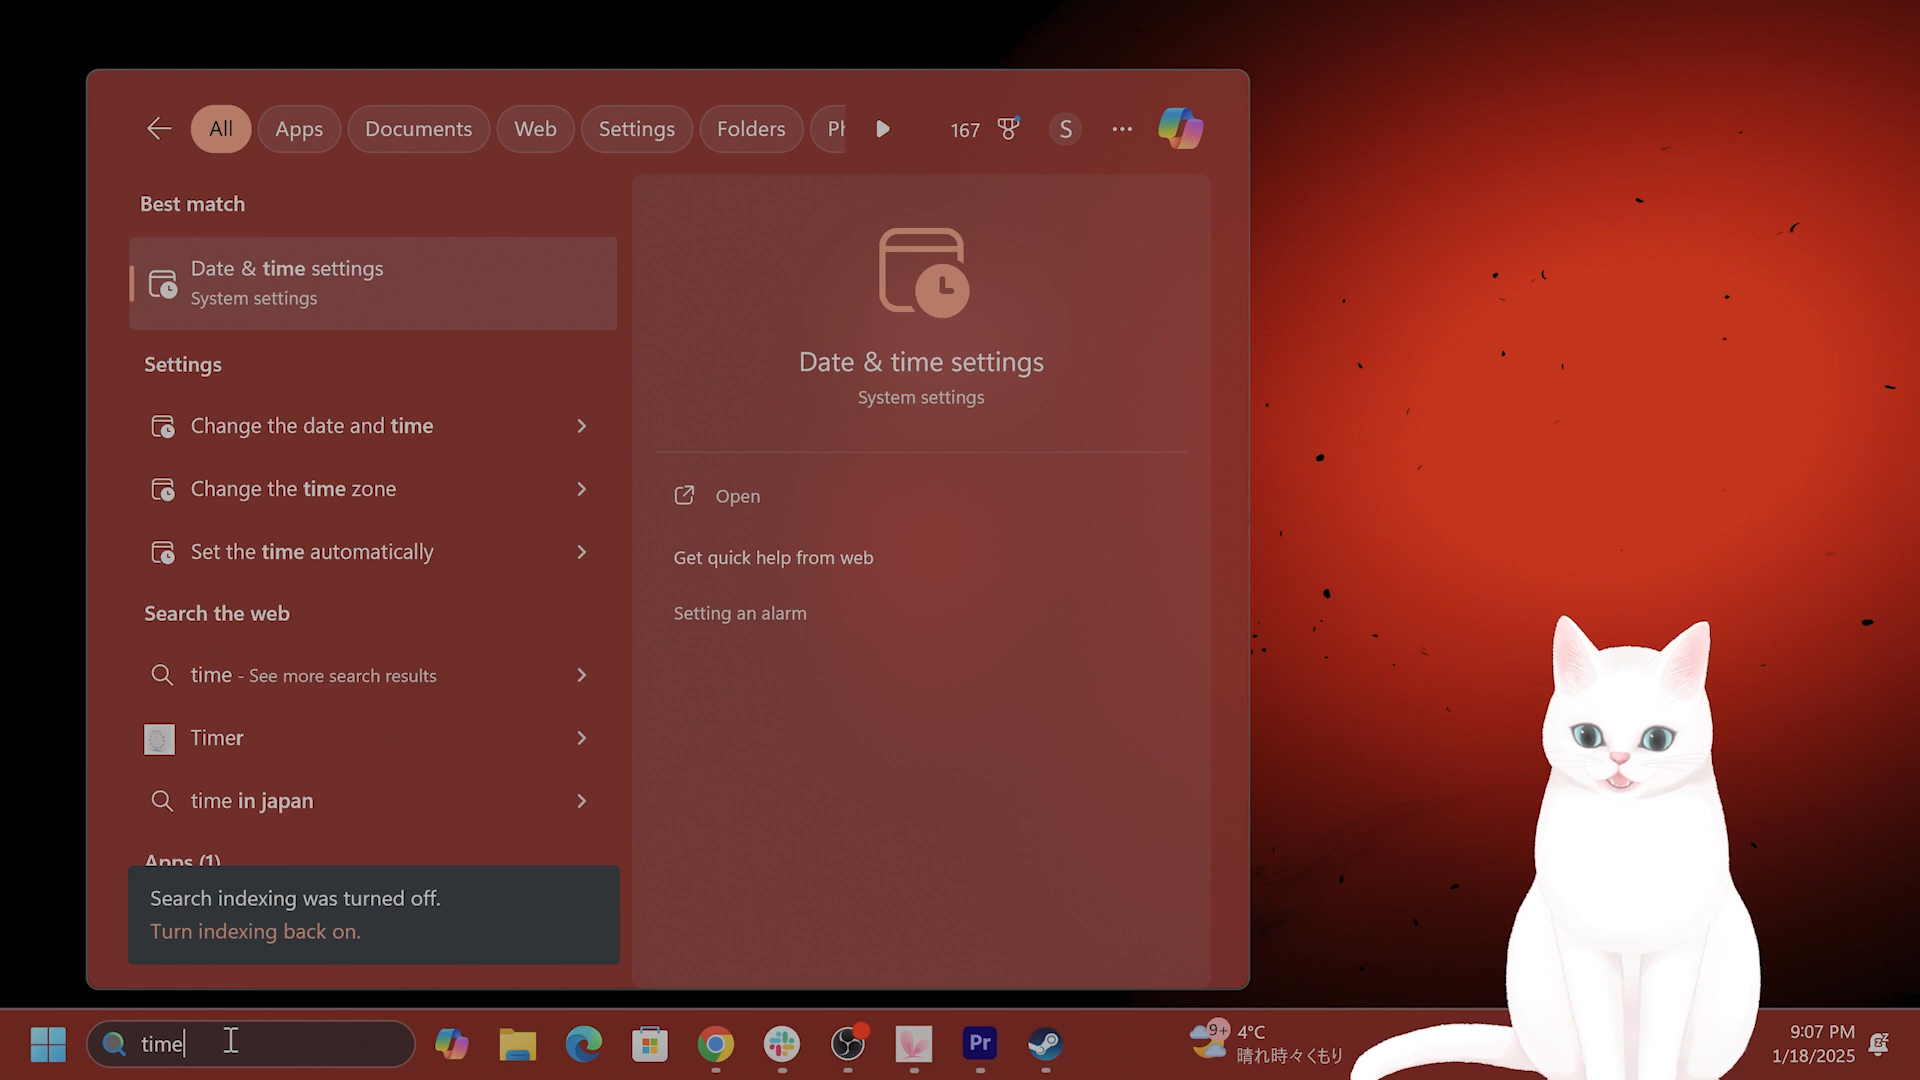 All
Apps
Documents
Web
Settings
Folders
167
S
Best match
Date & time settings
System settings
Settings
Change the date and time
Change the time zone
Set the time automatically
Search the web
time - See more search results
Timer
time in japan
Apps (1)
Search indexing was turned off.
Turn indexing back on.
Date & time settings
System settings
Open
Get quick help from web
Setting an alarm
time
Pr
9+
4°C
晴れ時々くもり
9:07 PM
1/18/2025